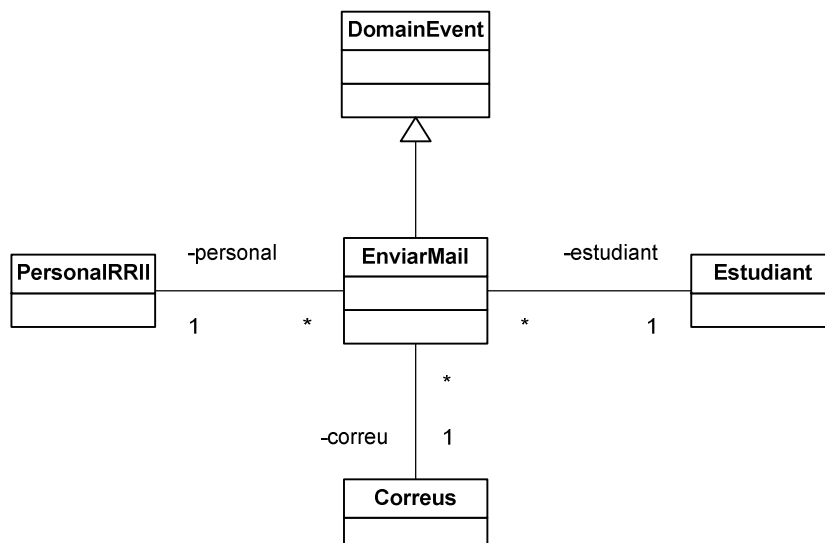 DomainEvent
-personal
EnviarMail
-estudiant
PersonalRRII
Estudiant
1
*
*
1
*
-correu
1
Correus